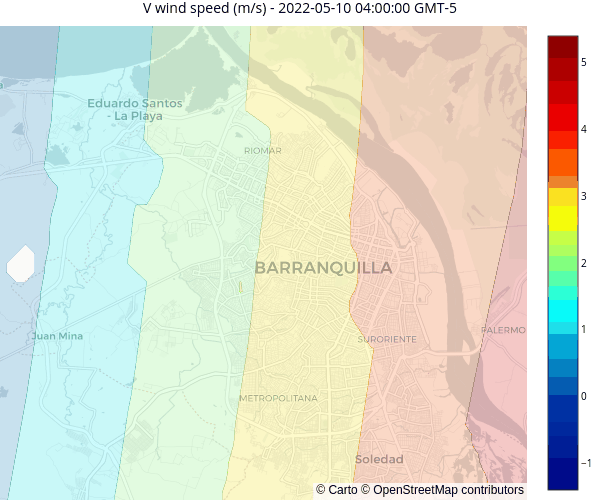 V wind speed (m/s) - 2022-05-10 04:00:00 GMT-5
Eduardo Santos
- La Playa
RIOMAR
BARRANQUILLA
Juan Mina
SURORIENTE
PALERMO
METROPOLITANA
Soledad
© Carto © OpenStreetMap contributors
5
4
3
2
1
0
−1